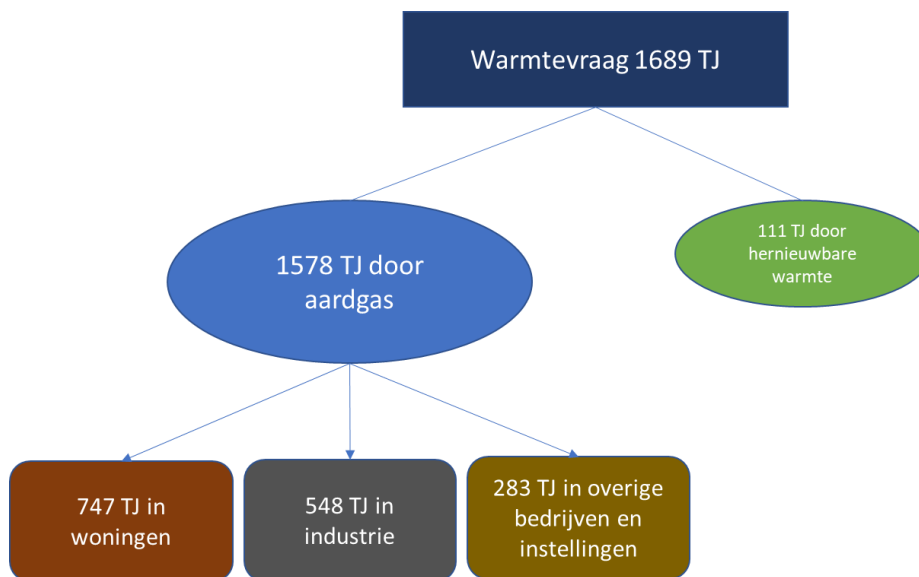 Warmtevraag 1689 TJ
1578 TJ door
aardgas
111 TJ door
hernieuwbare
warmte
747 TJ in
woningen
548 TJ in
industrie
283 TJ in overige
bedrijven en
instellingen